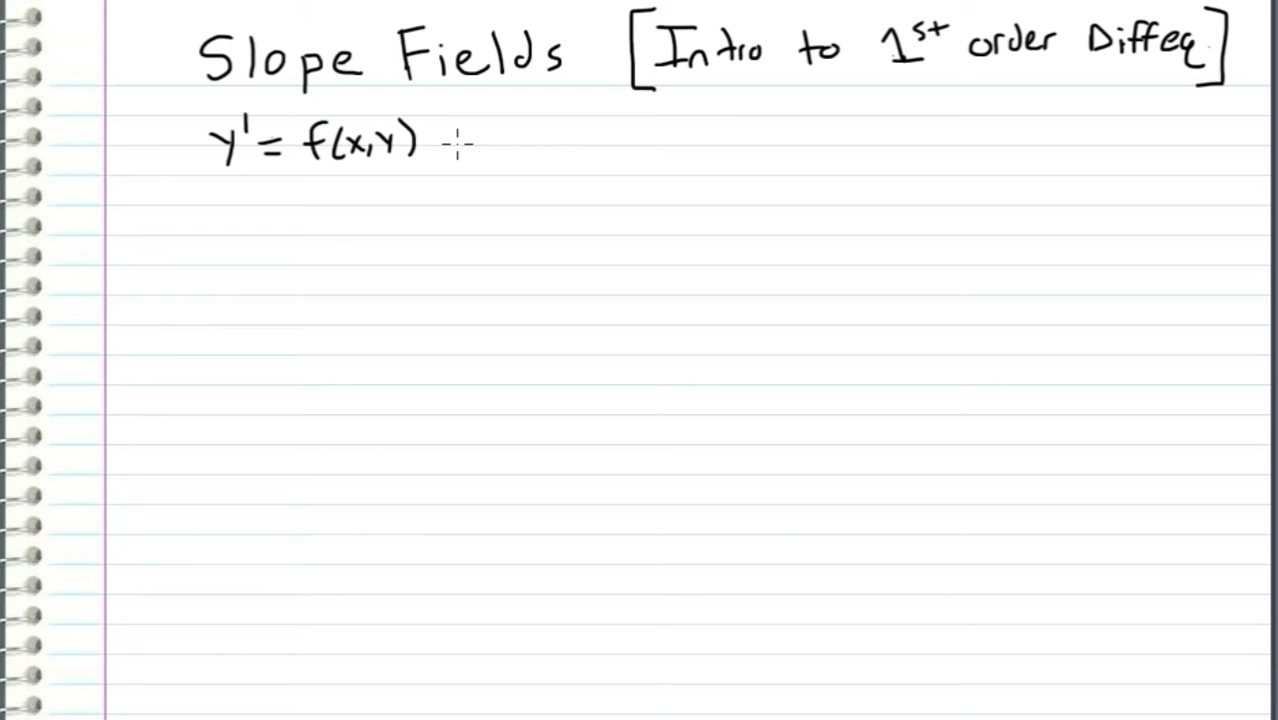 Slope Fields [Intro to 1st order Diffeq.]
y' = f(x,y)